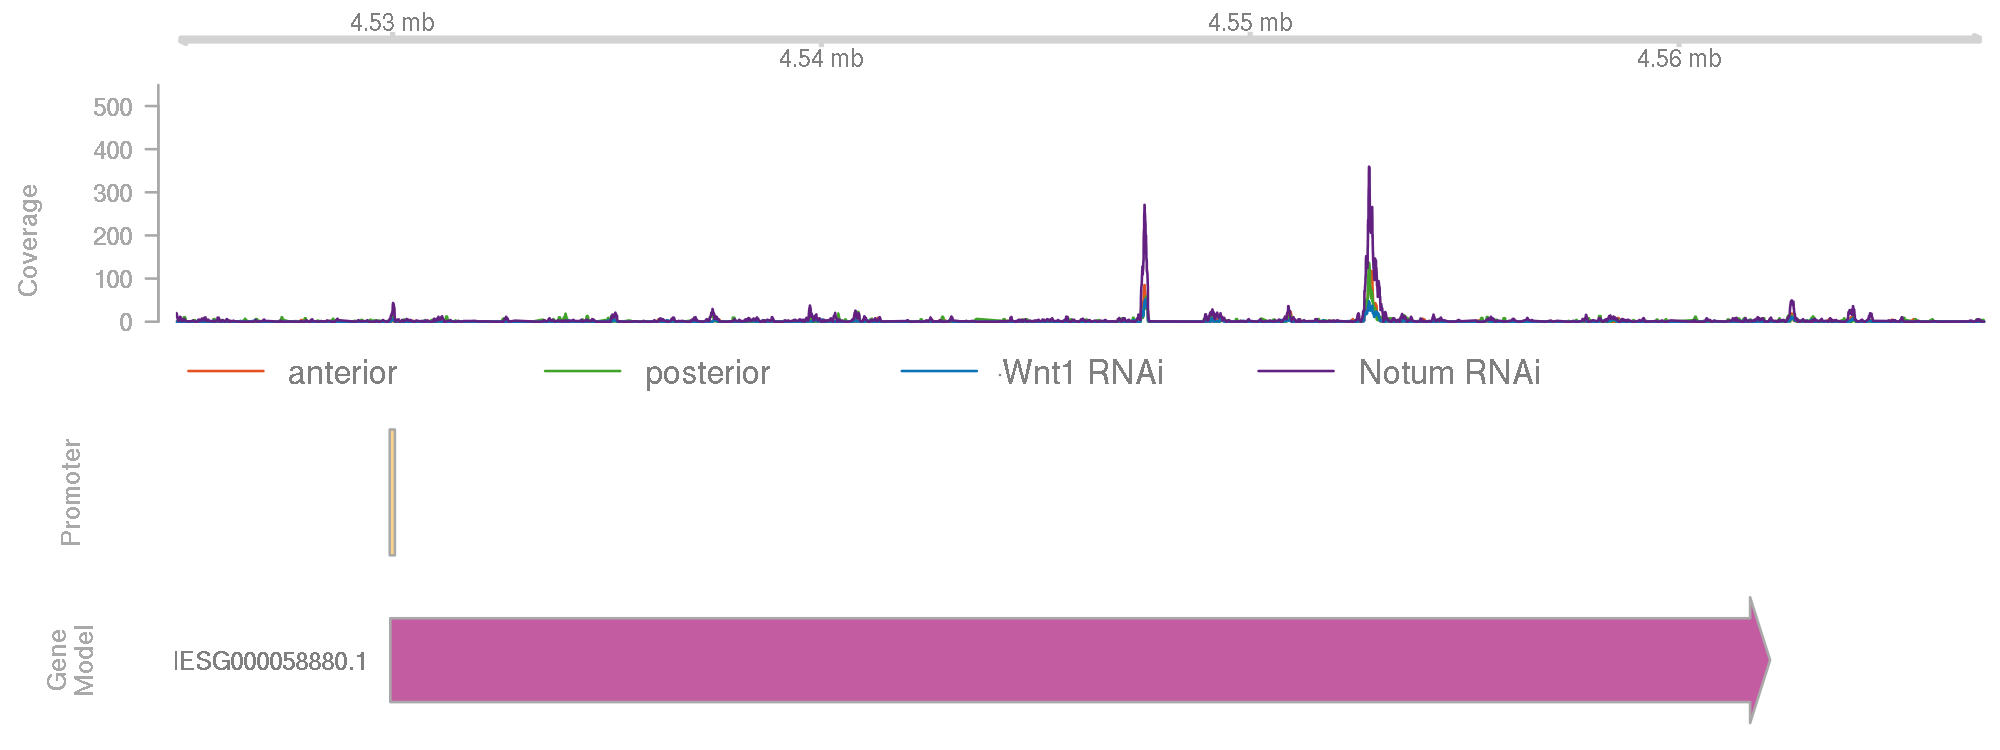 4.53 mb
4.55 mb
4.54 mb
4.56 mb
500
400
300
200
100
0
Coverage
anterior
posterior
Wnt1 RNAi
Notum RNAi
Promoter
Gene
Model
IESG000058880.1